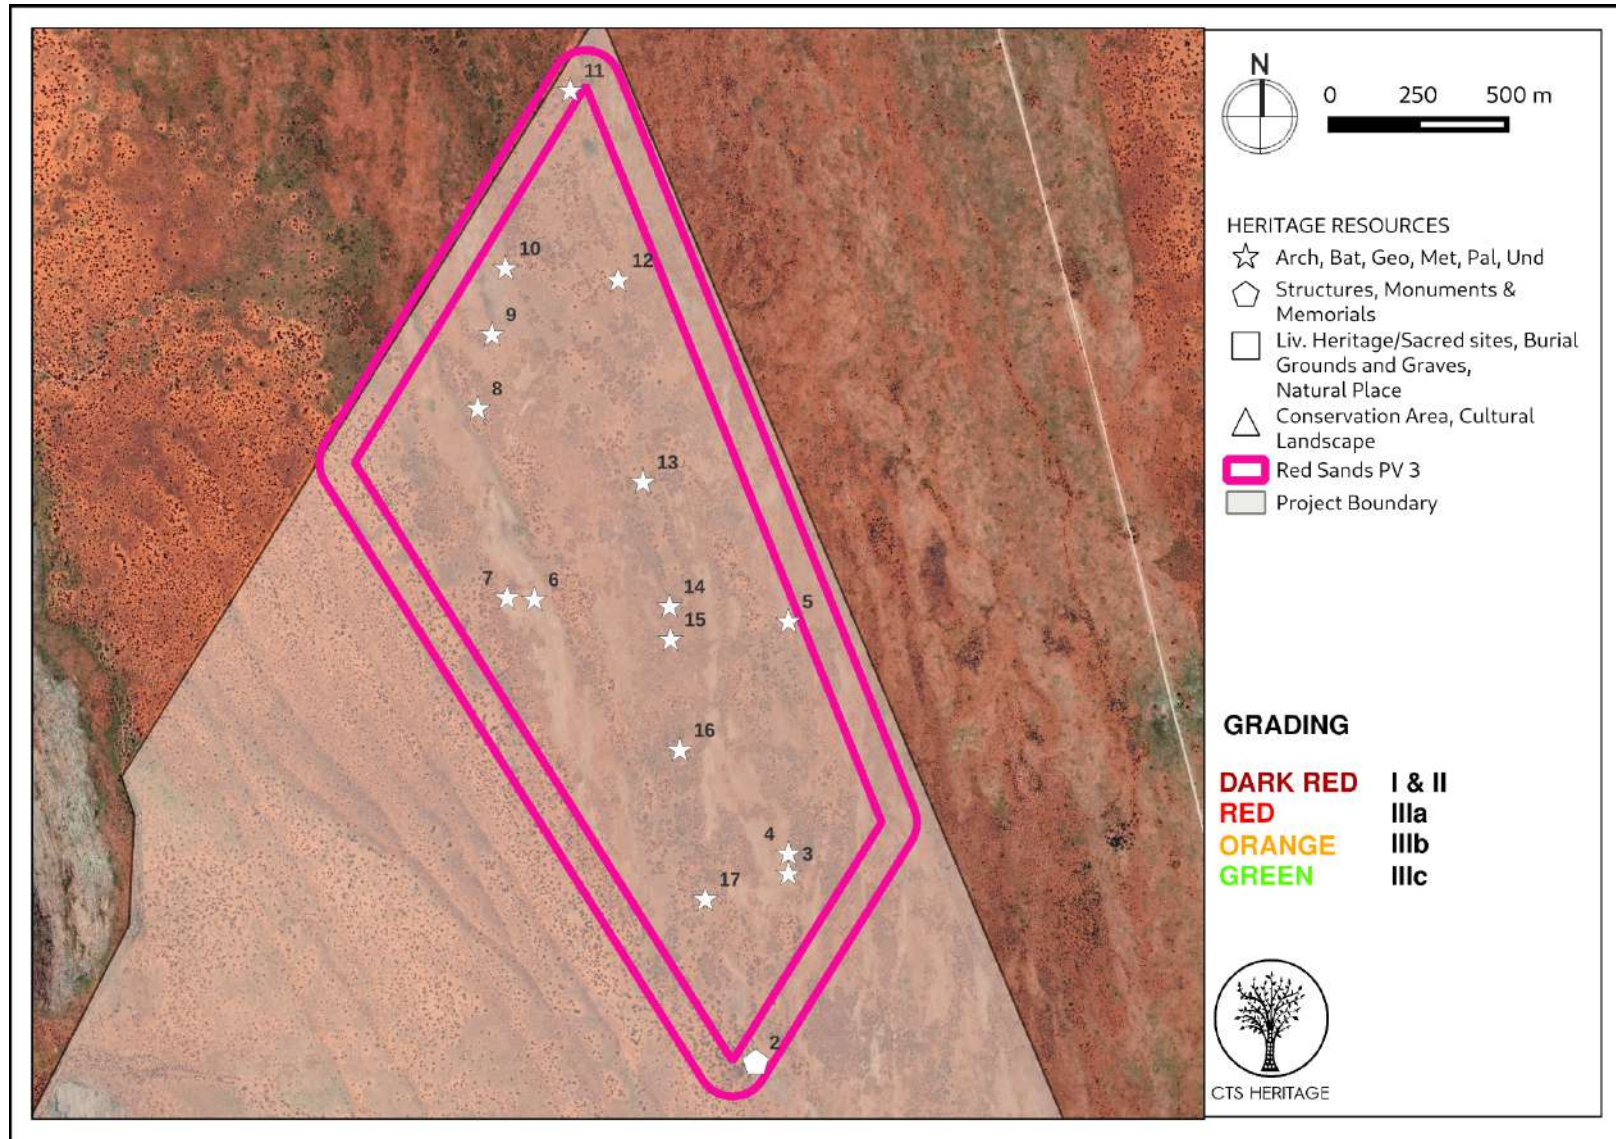 11
10
12
9
8
13
7
6
14
5
15
16
4
3
17
2
N
0 250 500 m
HERITAGE RESOURCES
Arch, Bat, Geo, Met, Pal, Und
Structures, Monuments &
Memorials
Liv. Heritage/Sacred sites, Burial
Grounds and Graves,
Natural Place
Conservation Area, Cultural
Landscape
Red Sands PV 3
Project Boundary
GRADING
DARK RED I & II
RED IIIa
ORANGE IIIb
GREEN IIIc
CTS HERITAGE